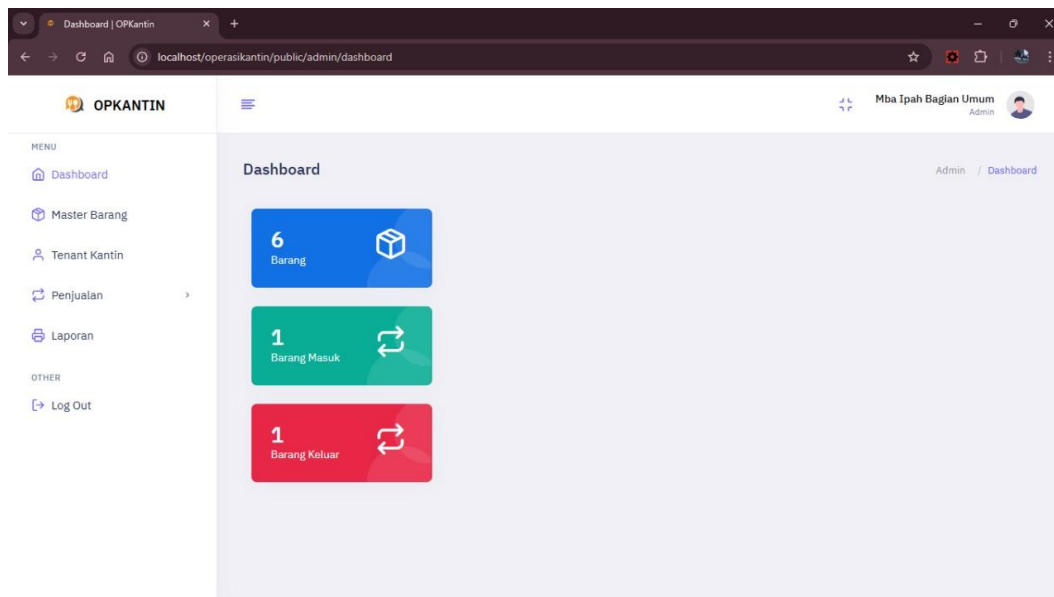 Dashboard | OPKantin
localhost/operasikantin/public/admin/dashboard
OPKANTIN
Mba Ipah Bagian Umum
Admin
MENU
Dashboard
Master Barang
Tenant Kantin
Penjualan
Laporan
OTHER
Log Out
Dashboard
Admin / Dashboard
6
Barang
1
Barang Masuk
1
Barang Keluar